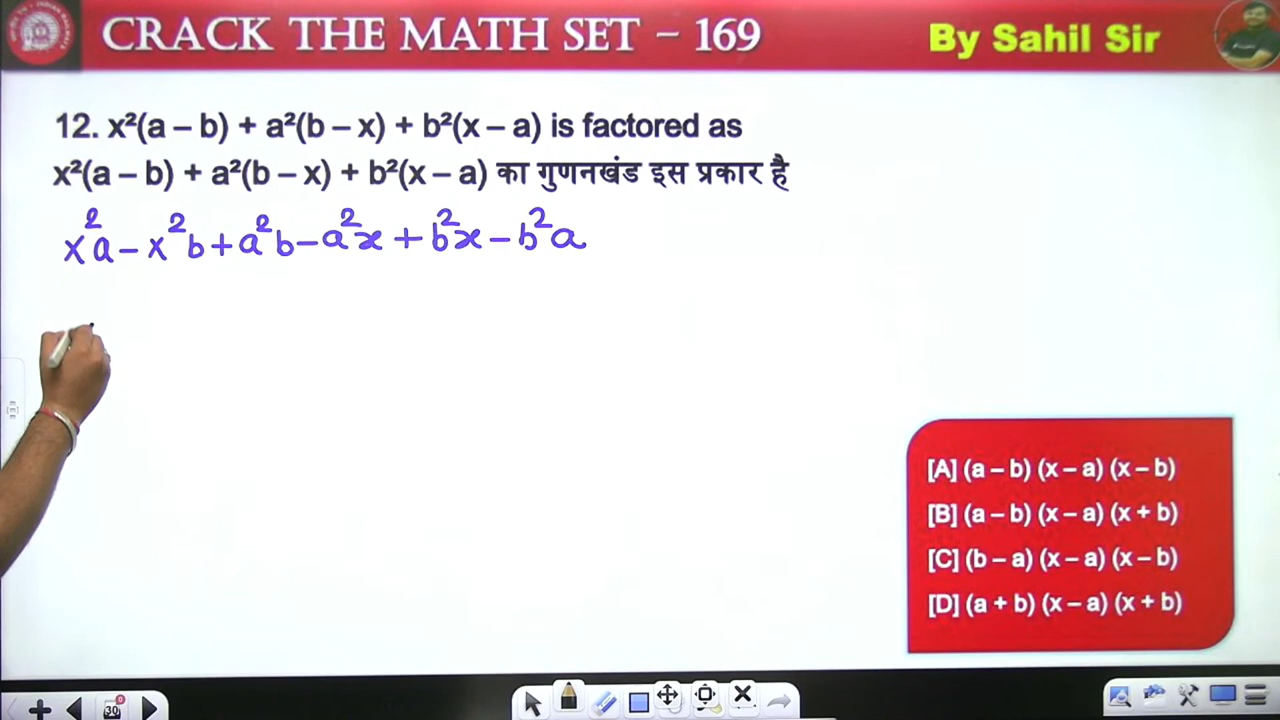 CRACK THE MATH SET – 169
By Sahil Sir
12. x²(a – b) + a²(b – x) + b²(x – a) is factored as
x²(a – b) + a²(b – x) + b²(x – a) का गुणनखंड इस प्रकार है
x²a – x²b + a²b – a²x + b²x – b²a
[A] (a – b) (x – a) (x – b)
[B] (a – b) (x – a) (x + b)
[C] (b – a) (x – a) (x – b)
[D] (a + b) (x – a) (x + b)
30